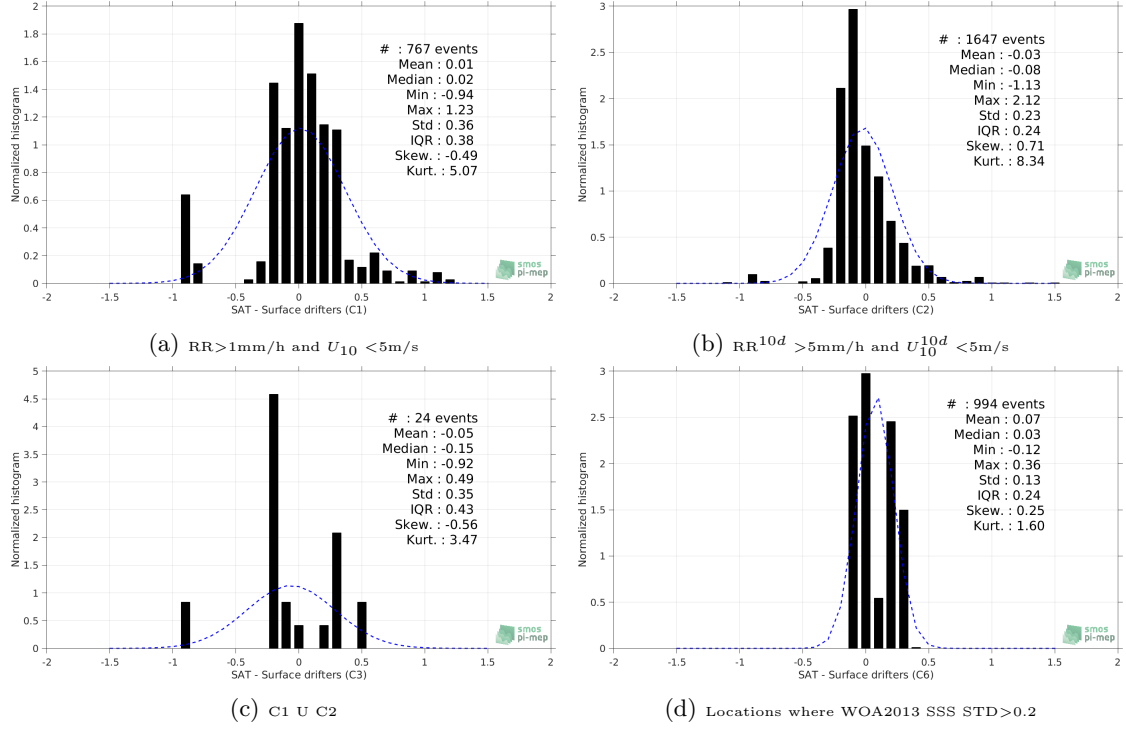 2
1.8
1.6
1.4
1.2
1
0.8
0.6
0.4
0.2
0
-2 -1.5 -1 -0.5 0 0.5 1 1.5 2
Normalized histogram
SAT - Surface drifters (C1)
# : 767 events
Mean : 0.01
Median : 0.02
Min : -0.94
Max : 1.23
Std : 0.36
IQR : 0.38
Skew. : -0.49
Kurt. : 5.07
smos
pi-mep
(a) RR>1mm/h and U10 <5m/s
3
2.5
2
1.5
1
0.5
0
-2 -1.5 -1 -0.5 0 0.5 1 1.5 2
Normalized histogram
SAT - Surface drifters (C2)
# : 1647 events
Mean : -0.03
Median : -0.08
Min : -1.13
Max : 2.12
Std : 0.23
IQR : 0.24
Skew. : 0.71
Kurt. : 8.34
smos
pi-mep
(b) RR^10d >5mm/h and U10^10d <5m/s
5
4.5
4
3.5
3
2.5
2
1.5
1
0.5
0
-2 -1.5 -1 -0.5 0 0.5 1 1.5 2
Normalized histogram
SAT - Surface drifters (C3)
# : 24 events
Mean : -0.05
Median : -0.15
Min : -0.92
Max : 0.49
Std : 0.35
IQR : 0.43
Skew. : -0.56
Kurt. : 3.47
smos
pi-mep
(c) C1 U C2
3
2.5
2
1.5
1
0.5
0
-2 -1.5 -1 -0.5 0 0.5 1 1.5 2
Normalized histogram
SAT - Surface drifters (C6)
# : 994 events
Mean : 0.07
Median : 0.03
Min : -0.12
Max : 0.36
Std : 0.13
IQR : 0.24
Skew. : 0.25
Kurt. : 1.60
smos
pi-mep
(d) Locations where WOA2013 SSS STD>0.2